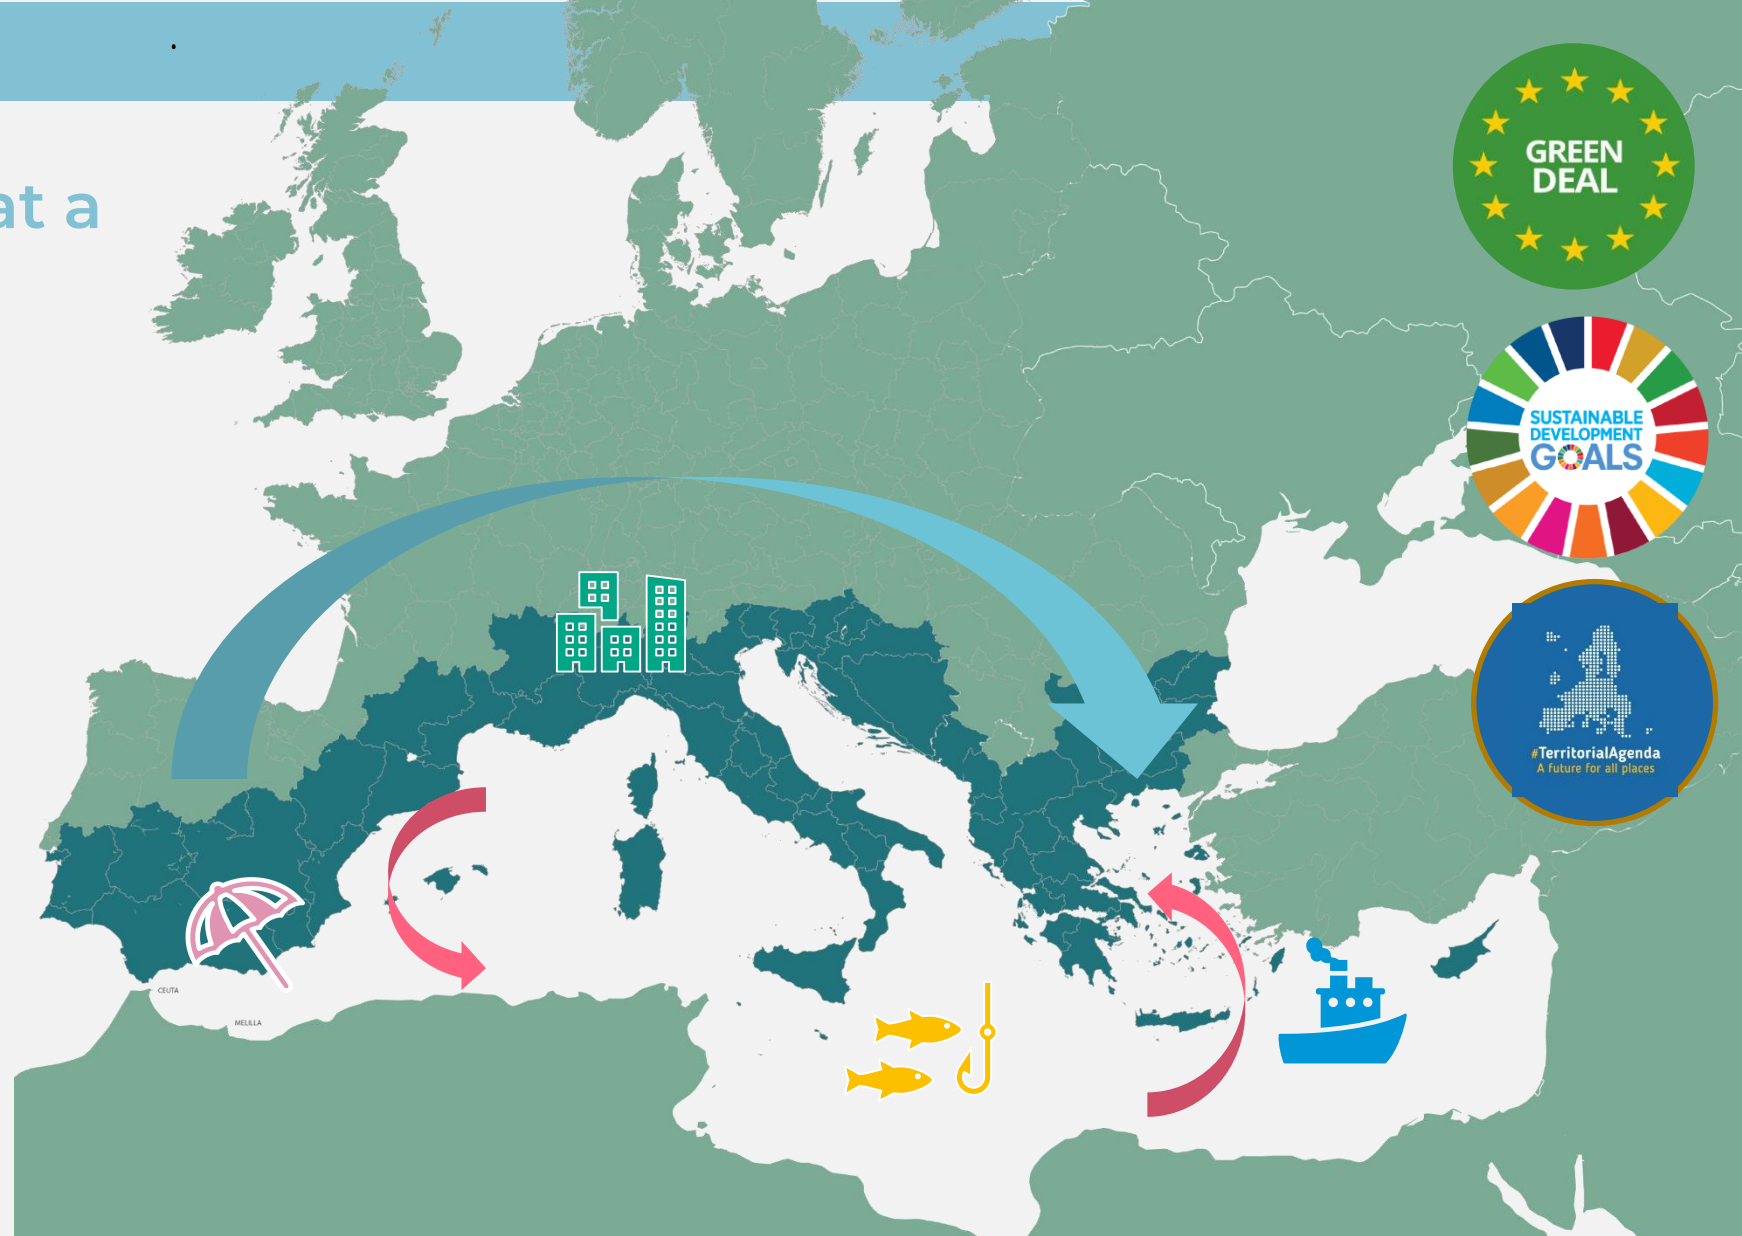 at a
GREEN
DEAL
SUSTAINABLE
DEVELOPMENT
GOALS
#TerritorialAgenda
A future for all places
CEUTA
MELILLA